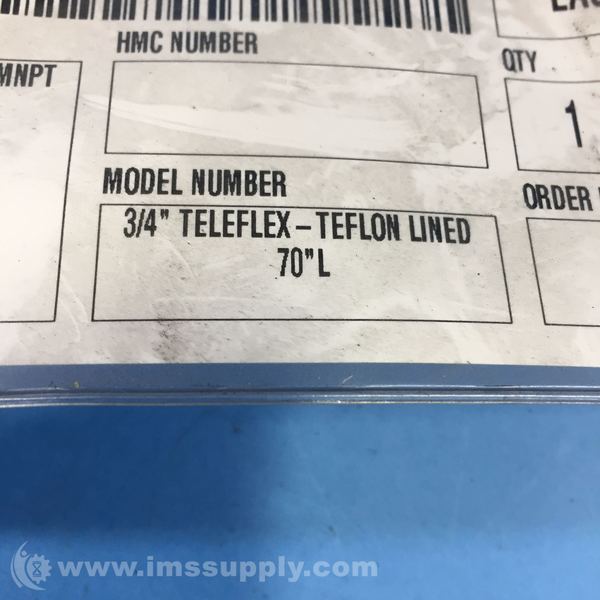 HMC NUMBER
MNPT
QTY
1
MODEL NUMBER
ORDER
3/4" TELEFLEX-TEFLON LINED
70"L
www.imssupply.com